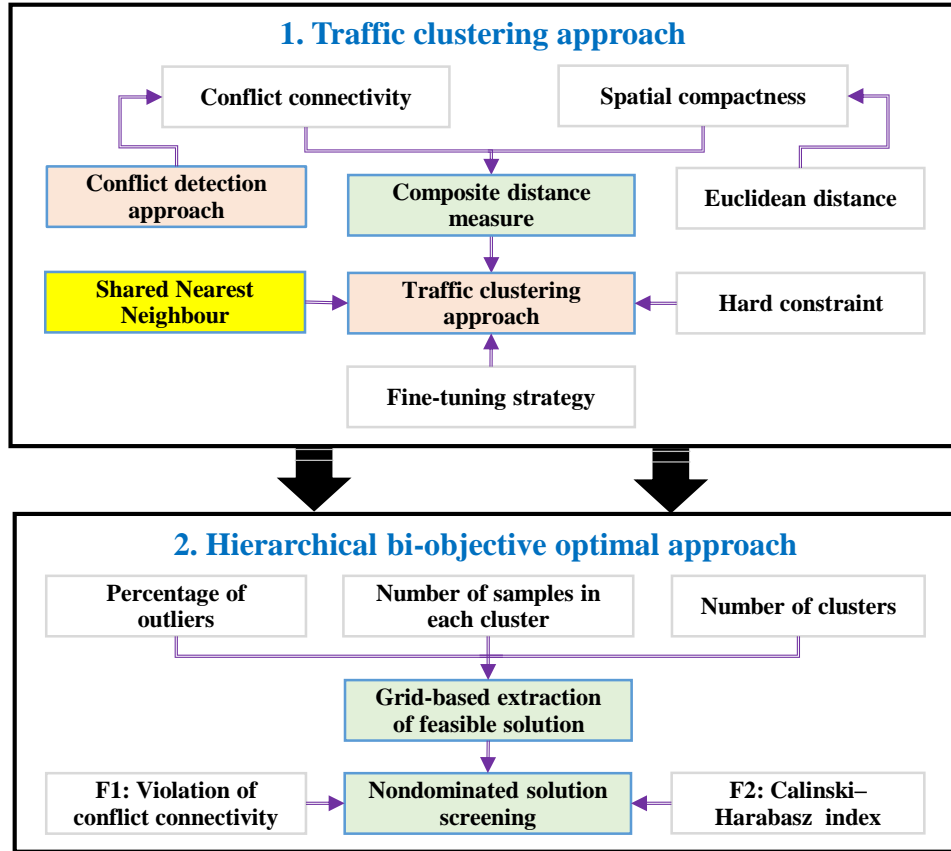 1. Traffic clustering approach
Conflict connectivity
Spatial compactness
Conflict detection
approach
Composite distance
measure
Euclidean distance
Shared Nearest
Neighbour
Traffic clustering
approach
Hard constraint
Fine-tuning strategy
2. Hierarchical bi-objective optimal approach
Percentage of
outliers
Number of samples in
each cluster
Number of clusters
Grid-based extraction
of feasible solution
F1: Violation of
conflict connectivity
Nondominated solution
screening
F2: Calinski–
Harabasz index